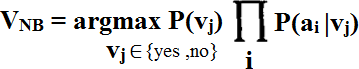 V_NB = argmax P(v_j) ∏ P(a_i | v_j)
v_j ∈ {yes ,no} i